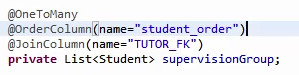 @OneToMany
@OrderColumn(name="student_order")
@JoinColumn(name="TUTOR_FK")
private List<Student> supervisionGroup;